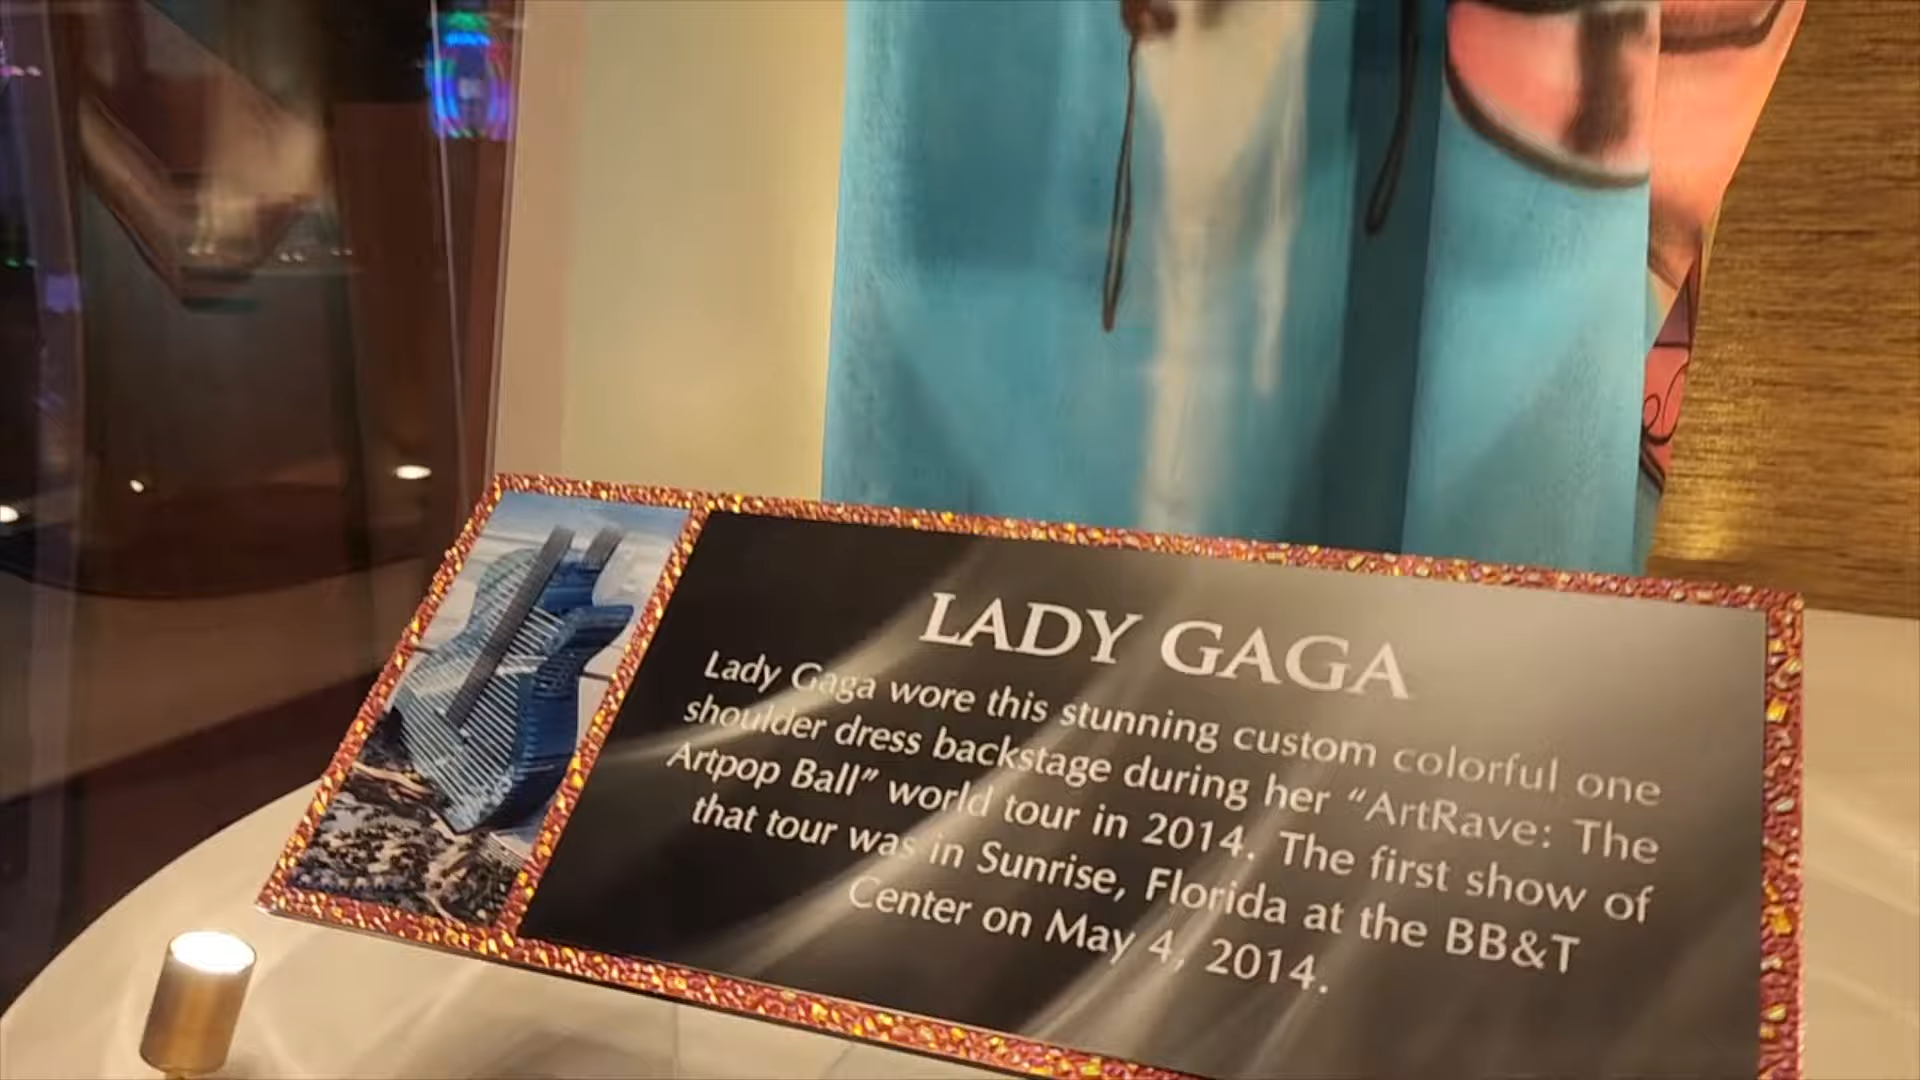 LADY GAGA
Lady Gaga wore this stunning custom colorful one
shoulder dress backstage during her “ArtRave: The
Artpop Ball” world tour in 2014. The first show of
that tour was in Sunrise, Florida at the BB&T
Center on May 4, 2014.